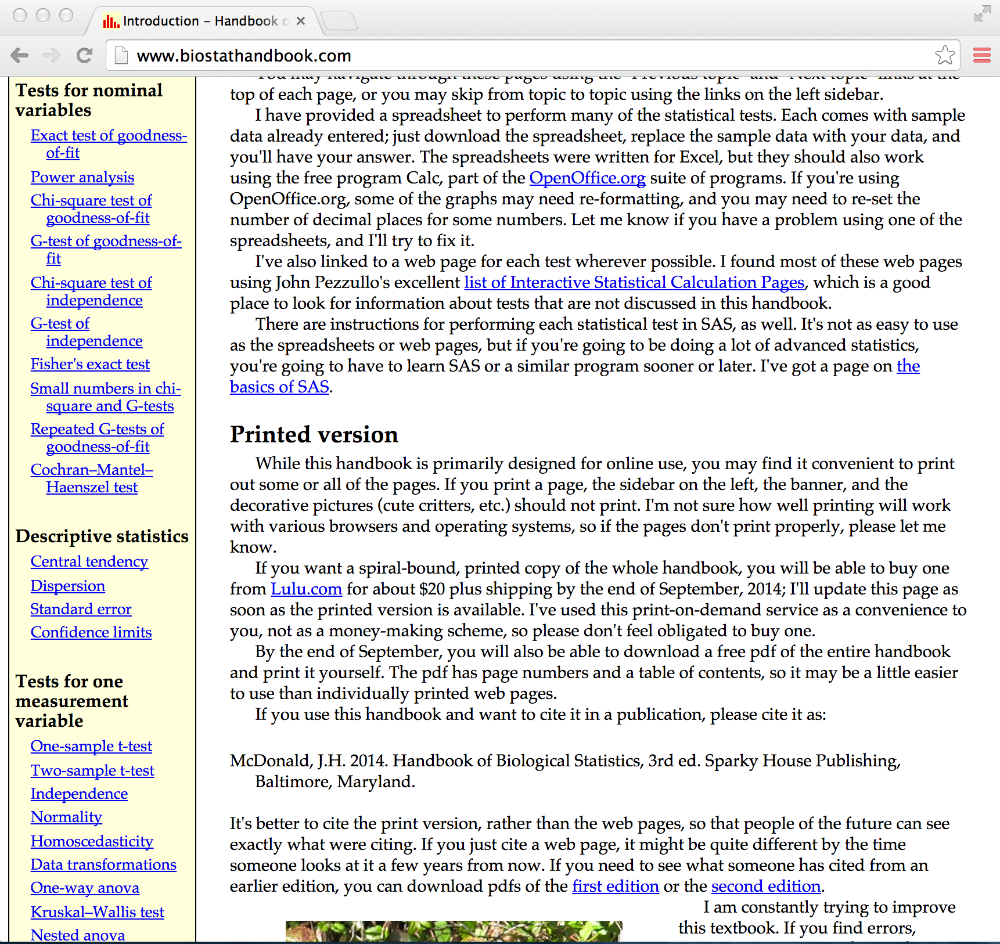 Introduction – Handbook o
www.biostathandbook.com
Tests for nominal
variables
Exact test of goodness-
of-fit
Power analysis
Chi-square test of
goodness-of-fit
G-test of goodness-of-
fit
Chi-square test of
independence
G-test of
independence
Fisher's exact test
Small numbers in chi-
square and G-tests
Repeated G-tests of
goodness-of-fit
Cochran–Mantel–
Haenszel test
Descriptive statistics
Central tendency
Dispersion
Standard error
Confidence limits
Tests for one
measurement
variable
One-sample t-test
Two-sample t-test
Independence
Normality
Homoscedasticity
Data transformations
One-way anova
Kruskal–Wallis test
Nested anova
You may navigate through these pages using the "Previous topic" and "Next topic" links at the
top of each page, or you may skip from topic to topic using the links on the left sidebar.
I have provided a spreadsheet to perform many of the statistical tests. Each comes with sample
data already entered; just download the spreadsheet, replace the sample data with your data, and
you'll have your answer. The spreadsheets were written for Excel, but they should also work
using the free program Calc, part of the OpenOffice.org suite of programs. If you're using
OpenOffice.org, some of the graphs may need re-formatting, and you may need to re-set the
number of decimal places for some numbers. Let me know if you have a problem using one of the
spreadsheets, and I'll try to fix it.
I've also linked to a web page for each test wherever possible. I found most of these web pages
using John Pezzullo's excellent list of Interactive Statistical Calculation Pages, which is a good
place to look for information about tests that are not discussed in this handbook.
There are instructions for performing each statistical test in SAS, as well. It's not as easy to use
as the spreadsheets or web pages, but if you're going to be doing a lot of advanced statistics,
you're going to have to learn SAS or a similar program sooner or later. I've got a page on the
basics of SAS.
Printed version
While this handbook is primarily designed for online use, you may find it convenient to print
out some or all of the pages. If you print a page, the sidebar on the left, the banner, and the
decorative pictures (cute critters, etc.) should not print. I'm not sure how well printing will work
with various browsers and operating systems, so if the pages don't print properly, please let me
know.
If you want a spiral-bound, printed copy of the whole handbook, you will be able to buy one
from Lulu.com for about $20 plus shipping by the end of September, 2014; I'll update this page as
soon as the printed version is available. I've used this print-on-demand service as a convenience to
you, not as a money-making scheme, so please don't feel obligated to buy one.
By the end of September, you will also be able to download a free pdf of the entire handbook
and print it yourself. The pdf has page numbers and a table of contents, so it may be a little easier
to use than individually printed web pages.
If you use this handbook and want to cite it in a publication, please cite it as:
McDonald, J.H. 2014. Handbook of Biological Statistics, 3rd ed. Sparky House Publishing,
Baltimore, Maryland.
It's better to cite the print version, rather than the web pages, so that people of the future can see
exactly what were citing. If you just cite a web page, it might be quite different by the time
someone looks at it a few years from now. If you need to see what someone has cited from an
earlier edition, you can download pdfs of the first edition or the second edition.
I am constantly trying to improve
this textbook. If you find errors,